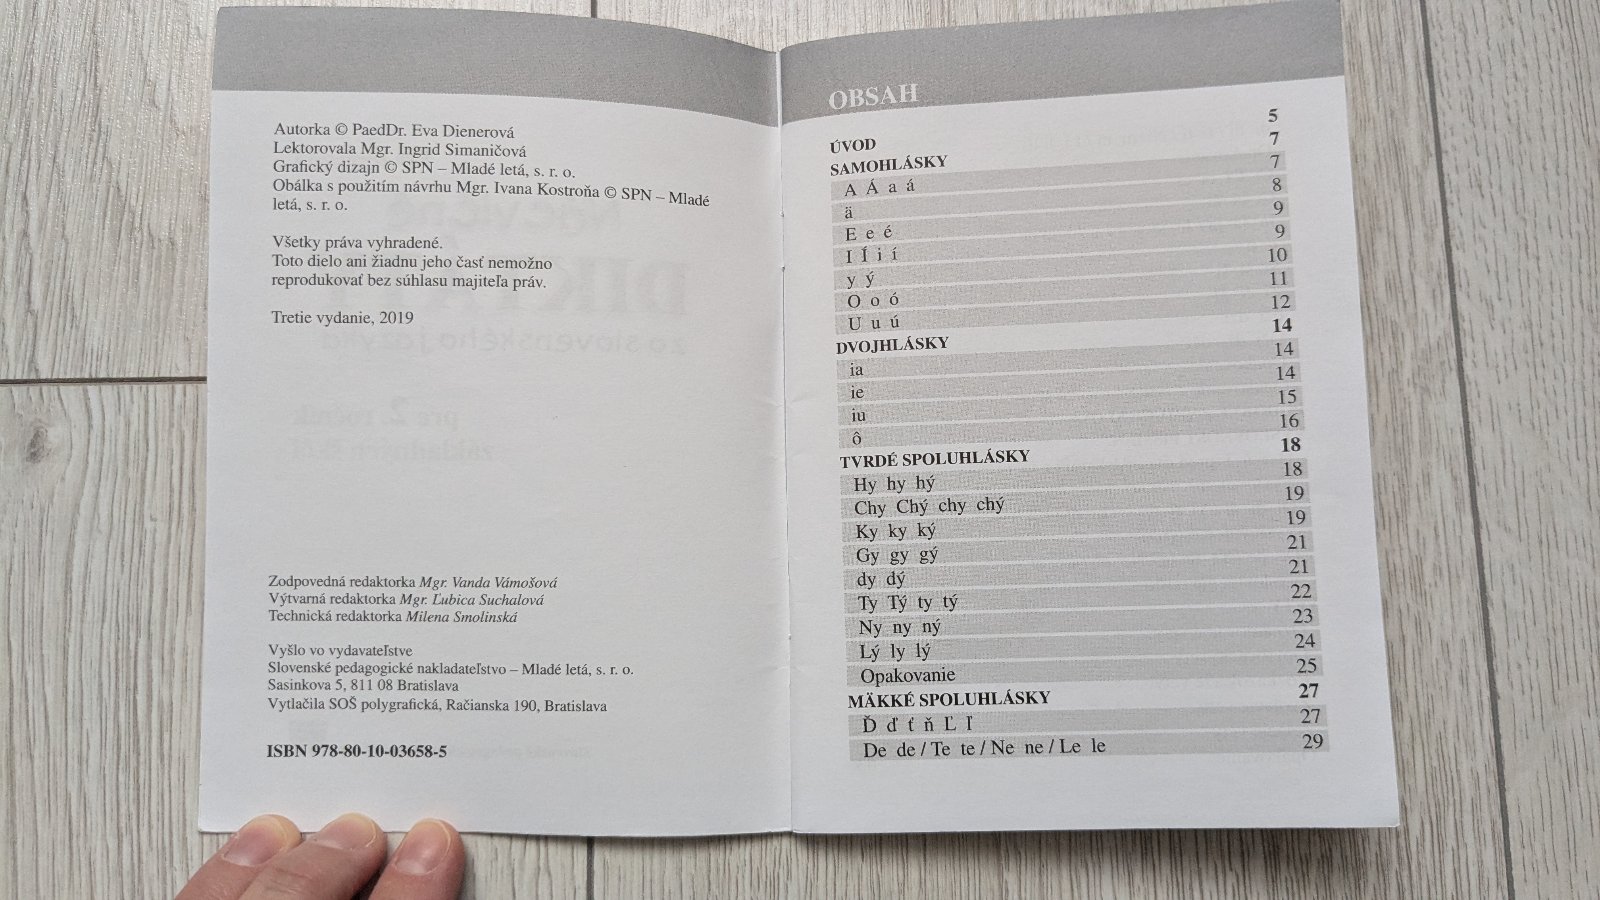 Autorka © PaedDr. Eva Dienerová
Lektorovala Mgr. Ingrid Simaničová
Grafický dizajn © SPN – Mladé letá, s. r. o.
Obálka s použitím návrhu Mgr. Ivana Kostroňa © SPN – Mladé
letá, s. r. o.
Všetky práva vyhradené.
Toto dielo ani žiadnu jeho časť nemožno
reprodukovať bez súhlasu majiteľa práv.
Tretie vydanie, 2019
Zodpovedná redaktorka Mgr. Vanda Vámošová
Výtvarná redaktorka Mgr. Ľubica Suchalová
Technická redaktorka Milena Smolinská
Vyšlo vo vydavateľstve
Slovenské pedagogické nakladateľstvo – Mladé letá, s. r. o.
Sasinkova 5, 811 08 Bratislava
Vytlačila SOŠ polygrafická, Račianska 190, Bratislava
ISBN 978-80-10-03658-5
OBSAH
ÚVOD 5
SAMOHLÁSKY 7
A Á a á 7
ä 8
E e é 9
I Í i í 9
y ý 10
O o ó 11
U u ú 12
DVOJHLÁSKY 14
ia 14
ie 14
iu 15
ô 16
TVRDÉ SPOLUHLÁSKY 18
Hy hy hý 18
Chy Chý chy chý 19
Ky ky ký 19
Gy gy gý 21
dy dý 21
Ty Tý ty tý 22
Ny ny ný 23
Lý ly lý 24
Opakovanie 25
MÄKKÉ SPOLUHLÁSKY 27
Ď ď ť ň Ľ ľ 27
De de / Te te / Ne ne / Le le 29